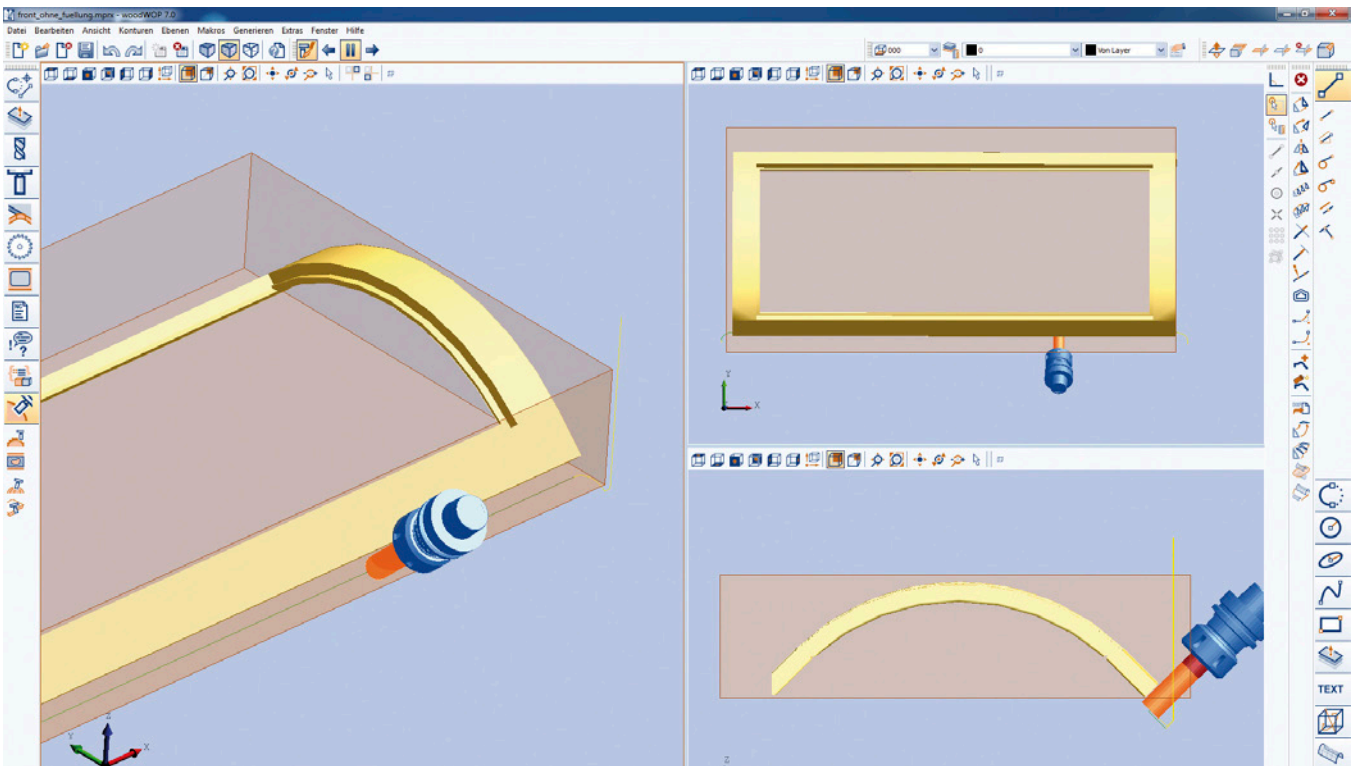 front_ohne_fuellung.mprx - woodWOP 7.0
Datei Bearbeiten Ansicht Konturen Ebenen Makros Generieren Extras Fenster Hilfe
000
0
Von Layer
Y
X
Z
Y
X
Z
TEXT